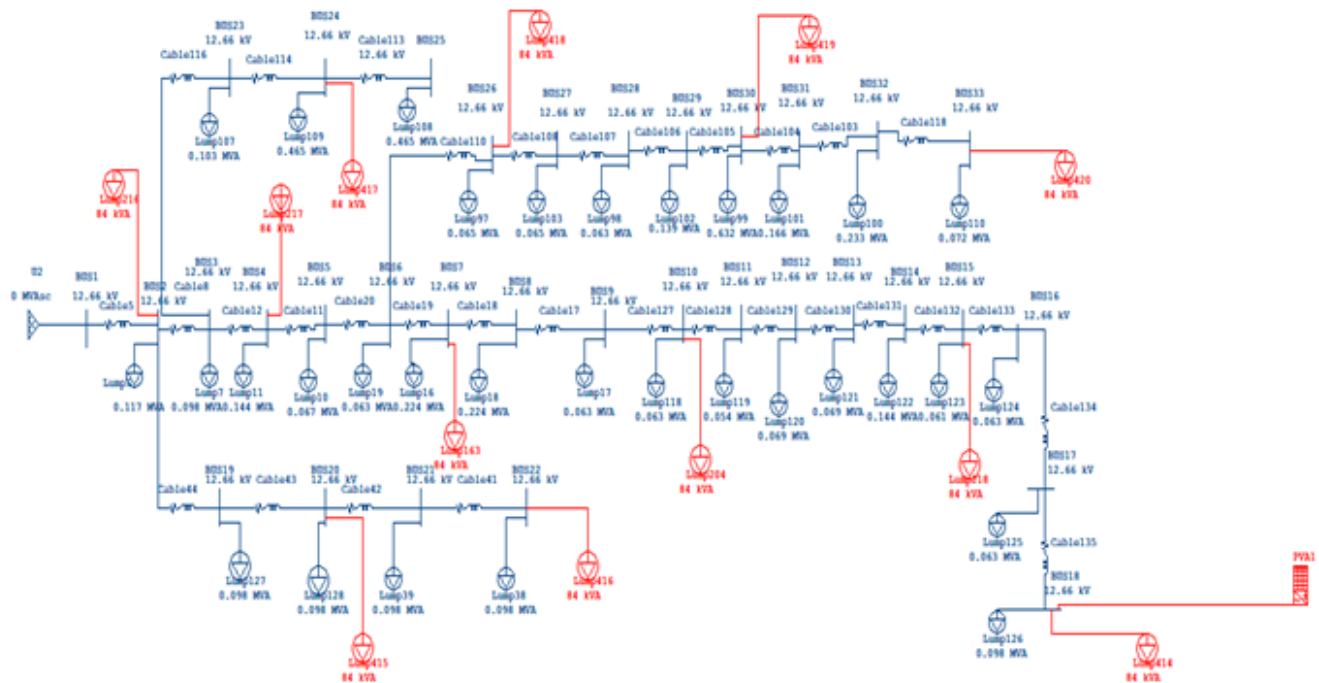 BUS23
12.66 kV
BUS24
12.66 kV
Cable116
Cable114
Cable113
12.66 kV
BUS25
Lump107
0.103 MVA
Lump109
0.465 MVA
Lump108
0.465 MVA
Lump417
84 kVA
Lump418
84 kVA
Lump419
84 kVA
BUS26
12.66 kV
BUS27
12.66 kV
BUS28
12.66 kV
BUS29
12.66 kV
BUS30
12.66 kV
BUS31
12.66 kV
BUS32
12.66 kV
BUS33
12.66 kV
Cable110
Cable108
Cable107
Cable106
Cable105
Cable104
Cable103
Cable118
Lump97
0.065 MVA
Lump103
0.065 MVA
Lump98
0.063 MVA
Lump102
0.139 MVA
Lump99
0.632 MVA
Lump101
0.166 MVA
Lump100
0.233 MVA
Lump110
0.072 MVA
Lump420
84 kVA
Lump216
84 kVA
Lump217
84 kVA
U2
0 MVAsc
BUS1
12.66 kV
BUS2
12.66 kV
BUS3
12.66 kV
BUS4
12.66 kV
BUS5
12.66 kV
BUS6
12.66 kV
BUS7
12.66 kV
BUS8
12.66 kV
BUS9
12.66 kV
BUS10
12.66 kV
BUS11
12.66 kV
BUS12
12.66 kV
BUS13
12.66 kV
BUS14
12.66 kV
BUS15
12.66 kV
BUS16
12.66 kV
Cable5
Cable8
Cable12
Cable11
Cable20
Cable19
Cable18
Cable17
Cable127
Cable128
Cable129
Cable130
Cable131
Cable132
Cable133
0.117 MVA
Lump7
0.098 MVA
Lump11
0.144 MVA
Lump10
0.067 MVA
Lump19
0.063 MVA
Lump16
0.224 MVA
Lump18
0.224 MVA
Lump17
0.063 MVA
Lump118
0.063 MVA
Lump119
0.054 MVA
Lump120
0.069 MVA
Lump121
0.069 MVA
Lump122
0.144 MVA
Lump123
0.061 MVA
Lump124
0.063 MVA
Lump163
84 kVA
Lump204
84 kVA
Lump218
84 kVA
Cable134
BUS17
12.66 kV
Lump125
0.063 MVA
Cable135
BUS18
12.66 kV
Lump126
0.098 MVA
PVA1
Lump414
84 kVA
BUS19
12.66 kV
BUS20
12.66 kV
BUS21
12.66 kV
BUS22
12.66 kV
Cable44
Cable43
Cable42
Cable41
Lump127
0.098 MVA
Lump128
0.098 MVA
Lump39
0.098 MVA
Lump38
0.098 MVA
Lump416
84 kVA
Lump415
84 kVA